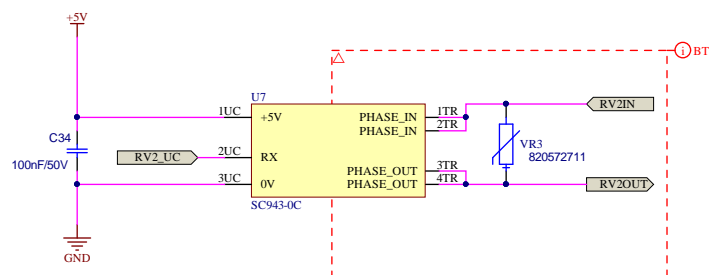 +5V
i BT
U7
1UC +5V PHASE_IN 1TR RV2IN
PHASE_IN 2TR
C34
100nF/50V
RV2_UC 2UC RX
VR3
820572711
PHASE_OUT 3TR
3UC 0V PHASE_OUT 4TR RV2OUT
SC943-0C
GND